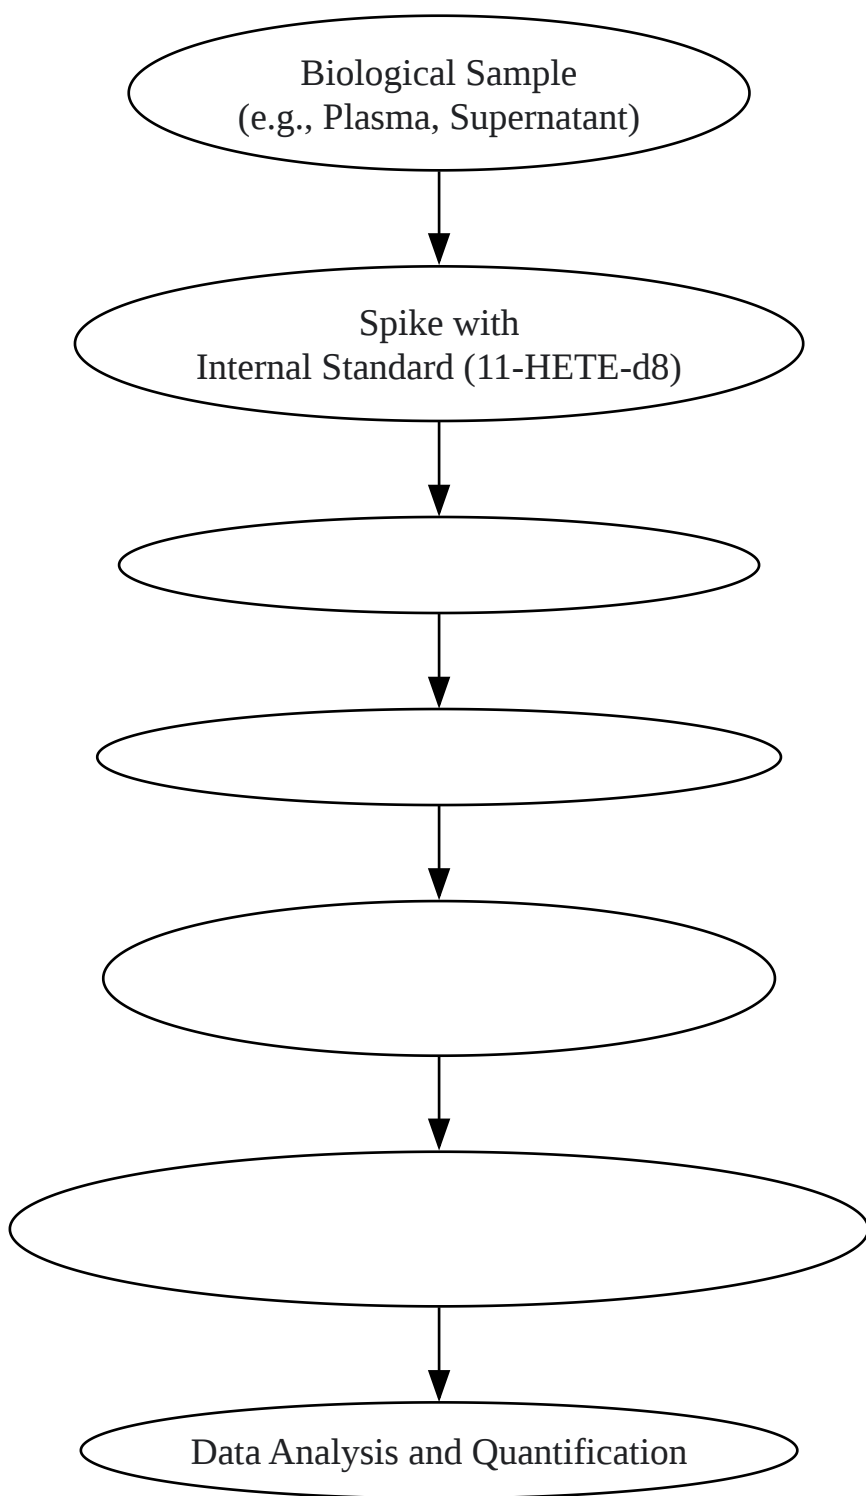 Biological Sample
(e.g., Plasma, Supernatant)
Spike with
Internal Standard (11-HETE-d8)
Data Analysis and Quantification